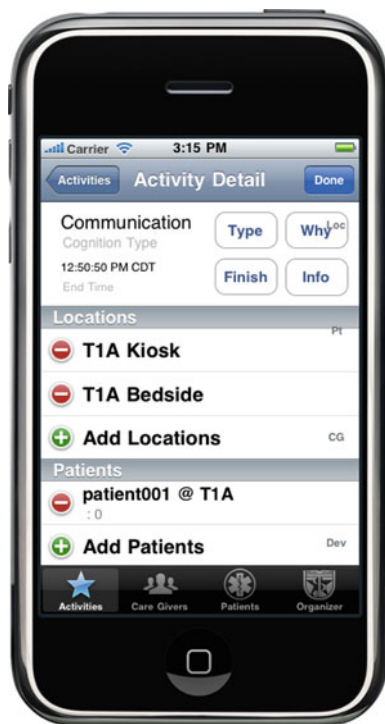 Carrier 3:15 PM
Activities Activity Detail Done
Communication Type Why Loc
Cognition Type
12:50:50 PM CDT Finish Info
End Time
Locations
Pt
T1A Kiosk
T1A Bedside
Add Locations CG
Patients
patient001 @ T1A
: 0
Add Patients Dev
Activities Care Givers Patients Organizer